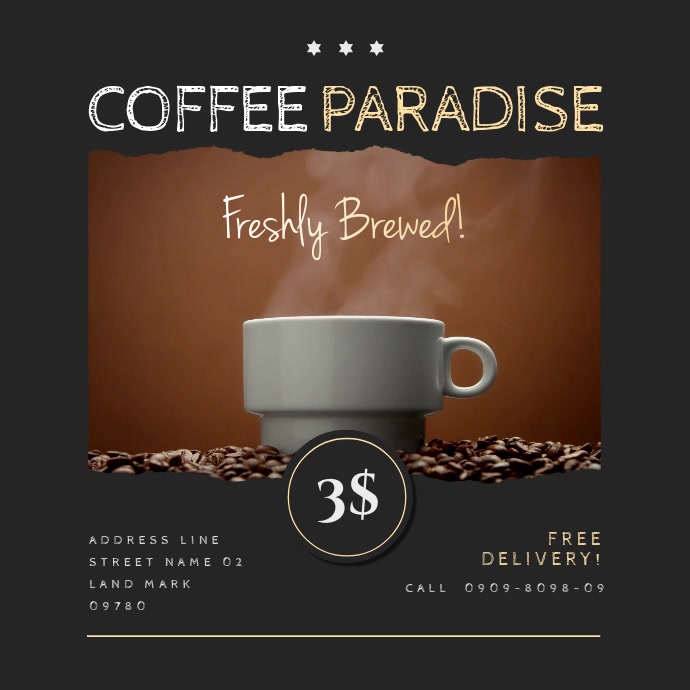 COFFEE PARADISE
Freshly Brewed!
3$
ADDRESS LINE
STREET NAME 02
LAND MARK
09780
FREE
DELIVERY!
CALL 0909-8098-09